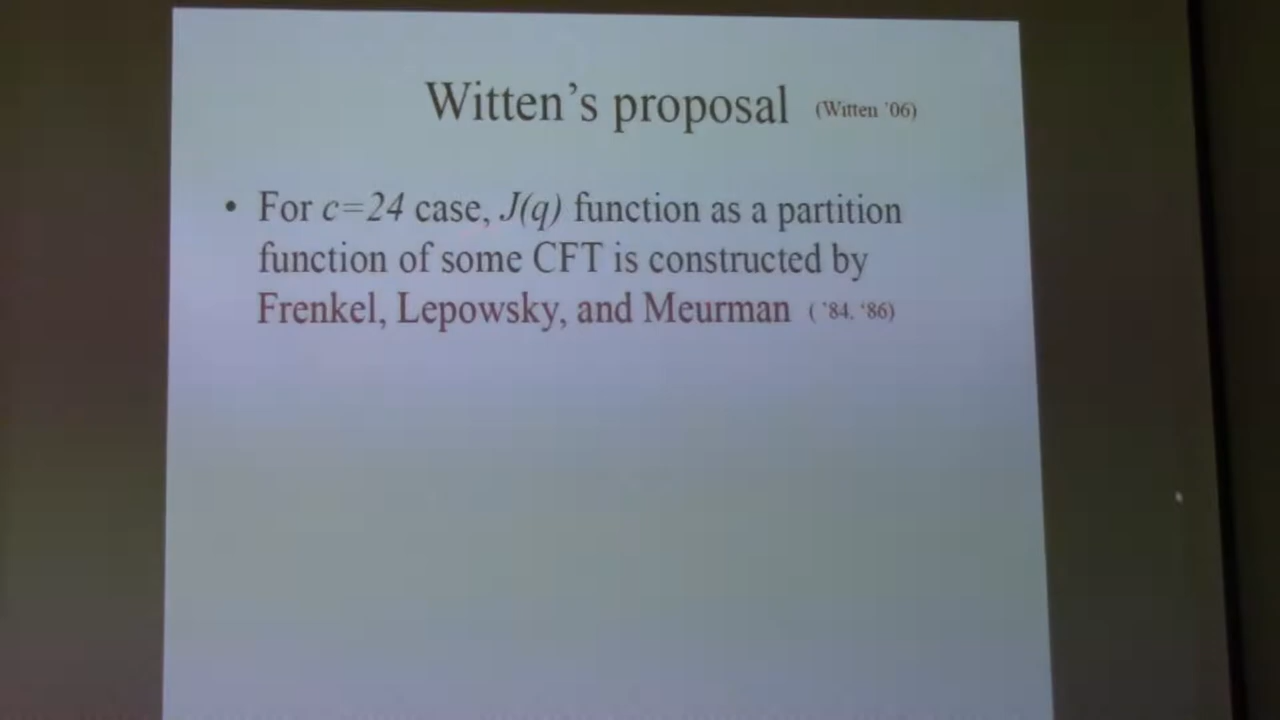 Witten's proposal (Witten '06)
• For c=24 case, J(q) function as a partition
function of some CFT is constructed by
Frenkel, Lepowsky, and Meurman ( '84, '86)